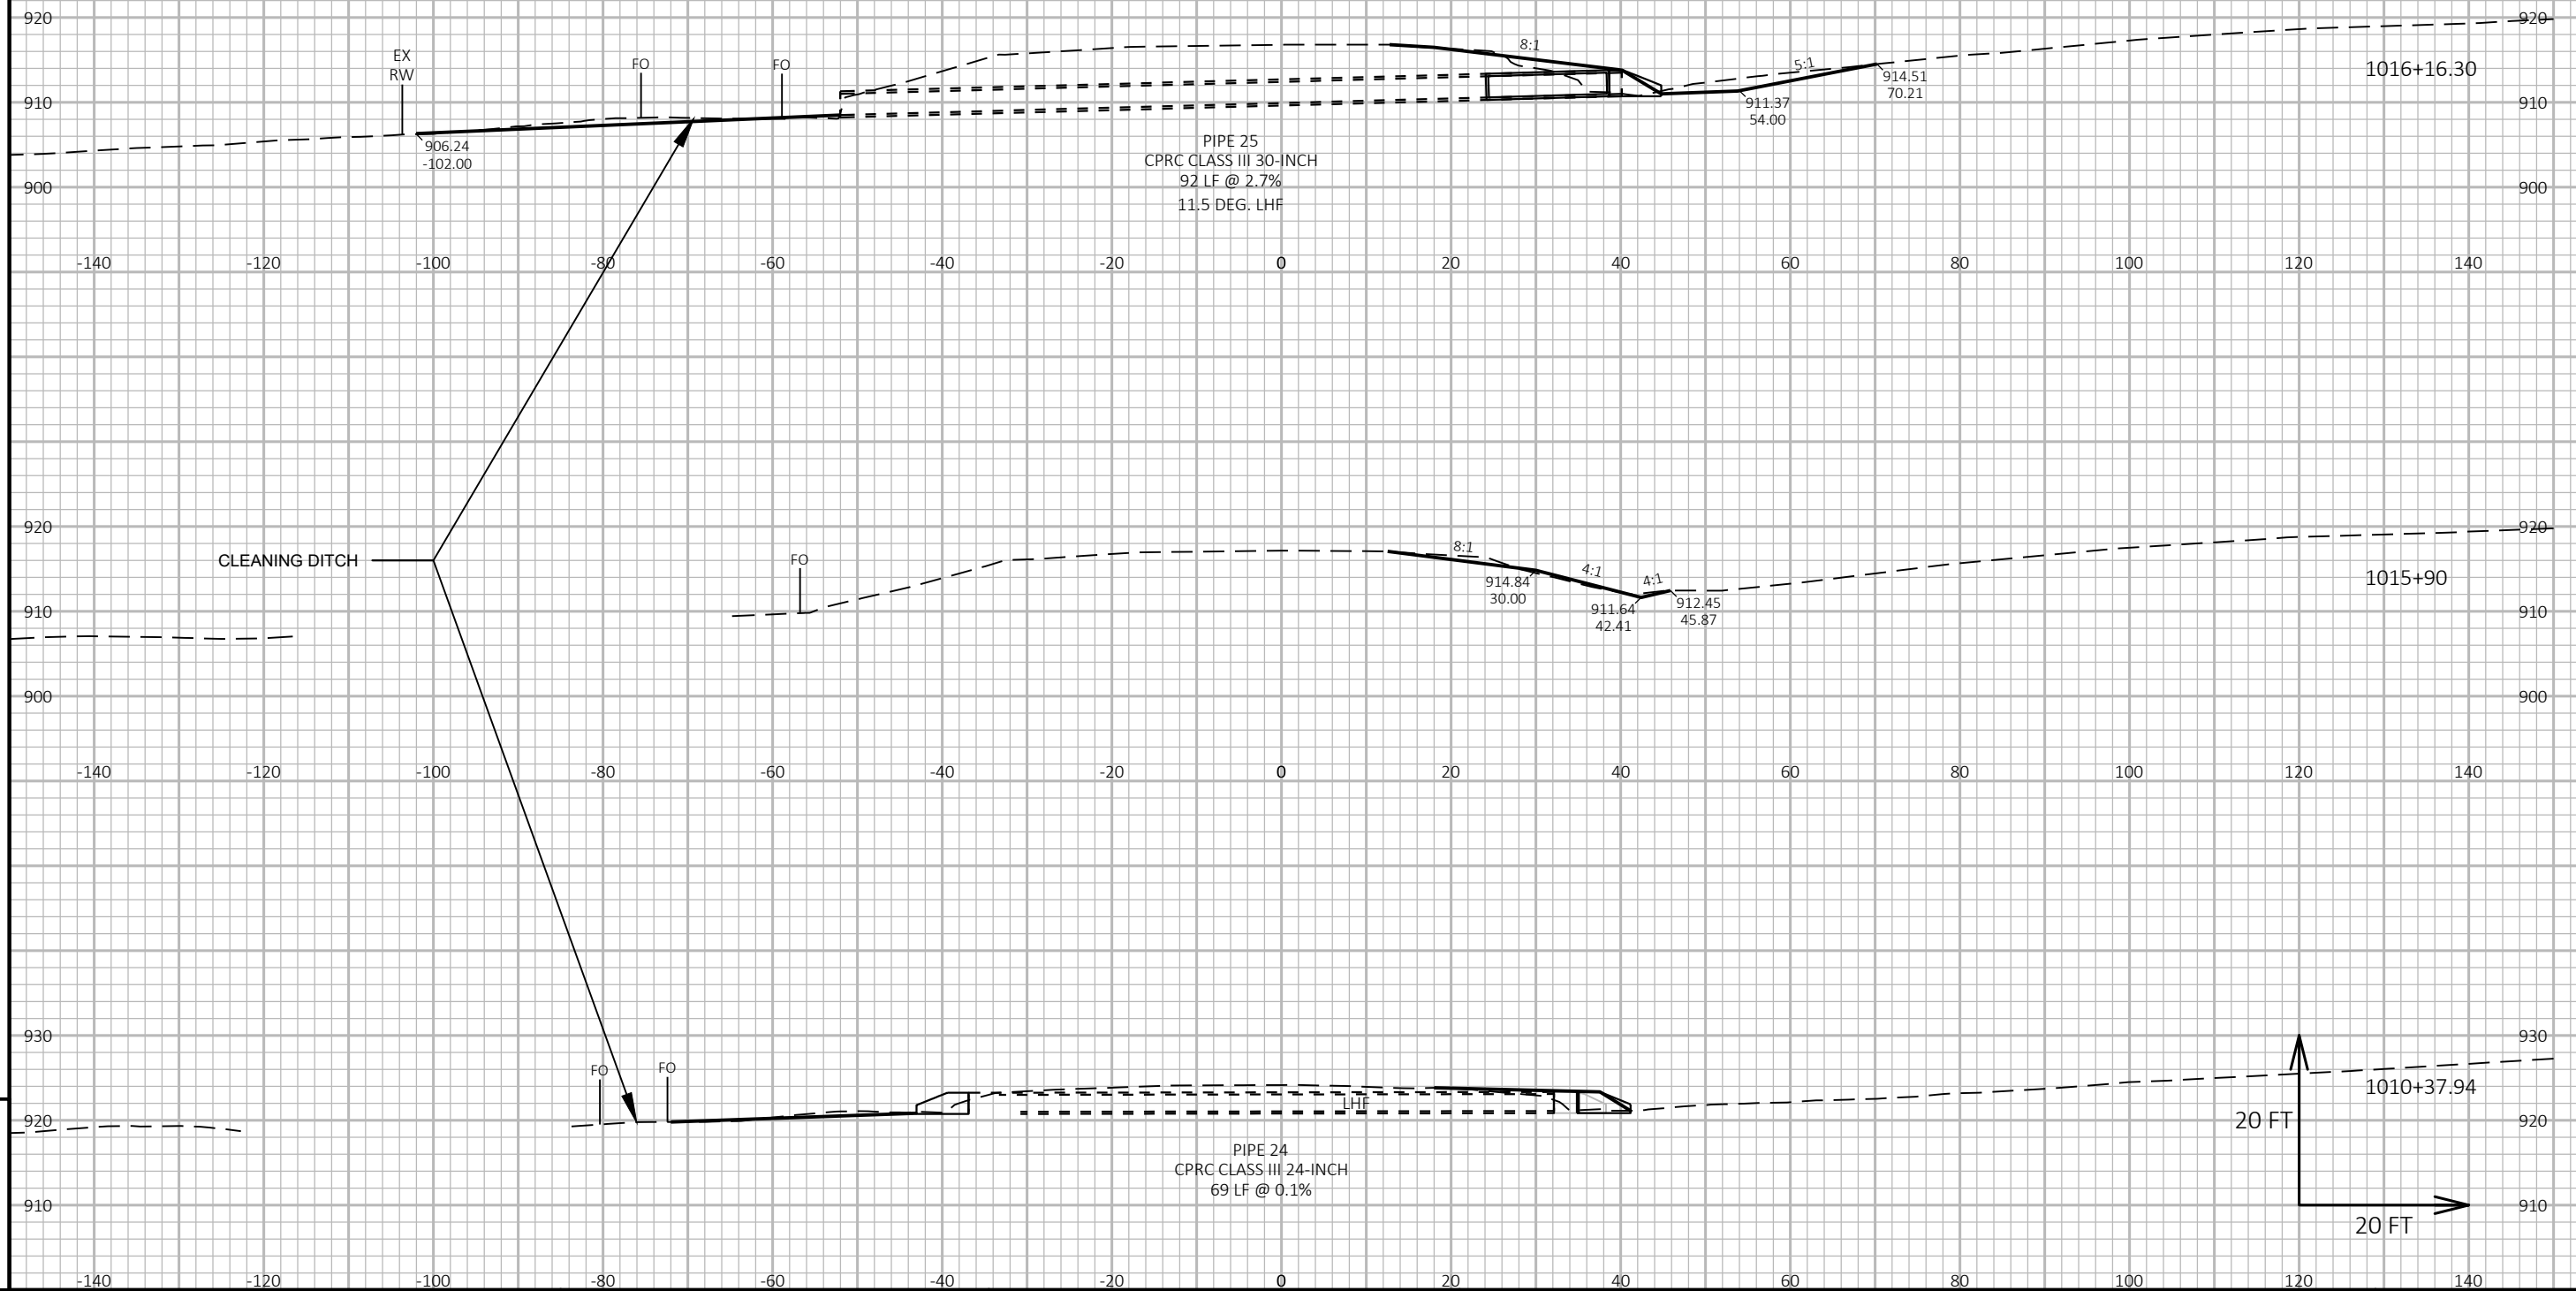 920 920
EX
RW
FO FO
8:1
5:1
1016+16.30
914.51
70.21
910 910
911.37
54.00
906.24
-102.00
PIPE 25
CPRC CLASS III 30-INCH
92 LF @ 2.7%
11.5 DEG. LHF
900 900
-140 -120 -100 -80 -60 -40 -20 0 20 40 60 80 100 120 140
920 920
CLEANING DITCH
FO
8:1
4:1
4:1
1015+90
914.84
30.00
911.64
42.41
912.45
45.87
910 910
900 900
-140 -120 -100 -80 -60 -40 -20 0 20 40 60 80 100 120 140
930 930
FO FO
1010+37.94
LHF
920 920
20 FT
PIPE 24
CPRC CLASS III 24-INCH
69 LF @ 0.1%
910 910
20 FT
-140 -120 -100 -80 -60 -40 -20 0 20 40 60 80 100 120 140